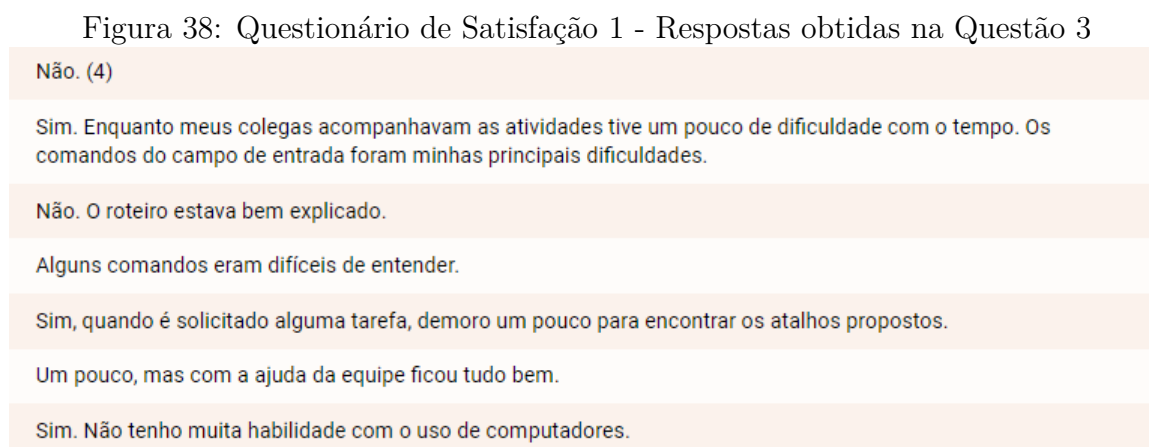 Figura 38: Questionário de Satisfação 1 - Respostas obtidas na Questão 3
Não. (4)
Sim. Enquanto meus colegas acompanhavam as atividades tive um pouco de dificuldade com o tempo. Os
comandos do campo de entrada foram minhas principais dificuldades.
Não. O roteiro estava bem explicado.
Alguns comandos eram difíceis de entender.
Sim, quando é solicitado alguma tarefa, demoro um pouco para encontrar os atalhos propostos.
Um pouco, mas com a ajuda da equipe ficou tudo bem.
Sim. Não tenho muita habilidade com o uso de computadores.